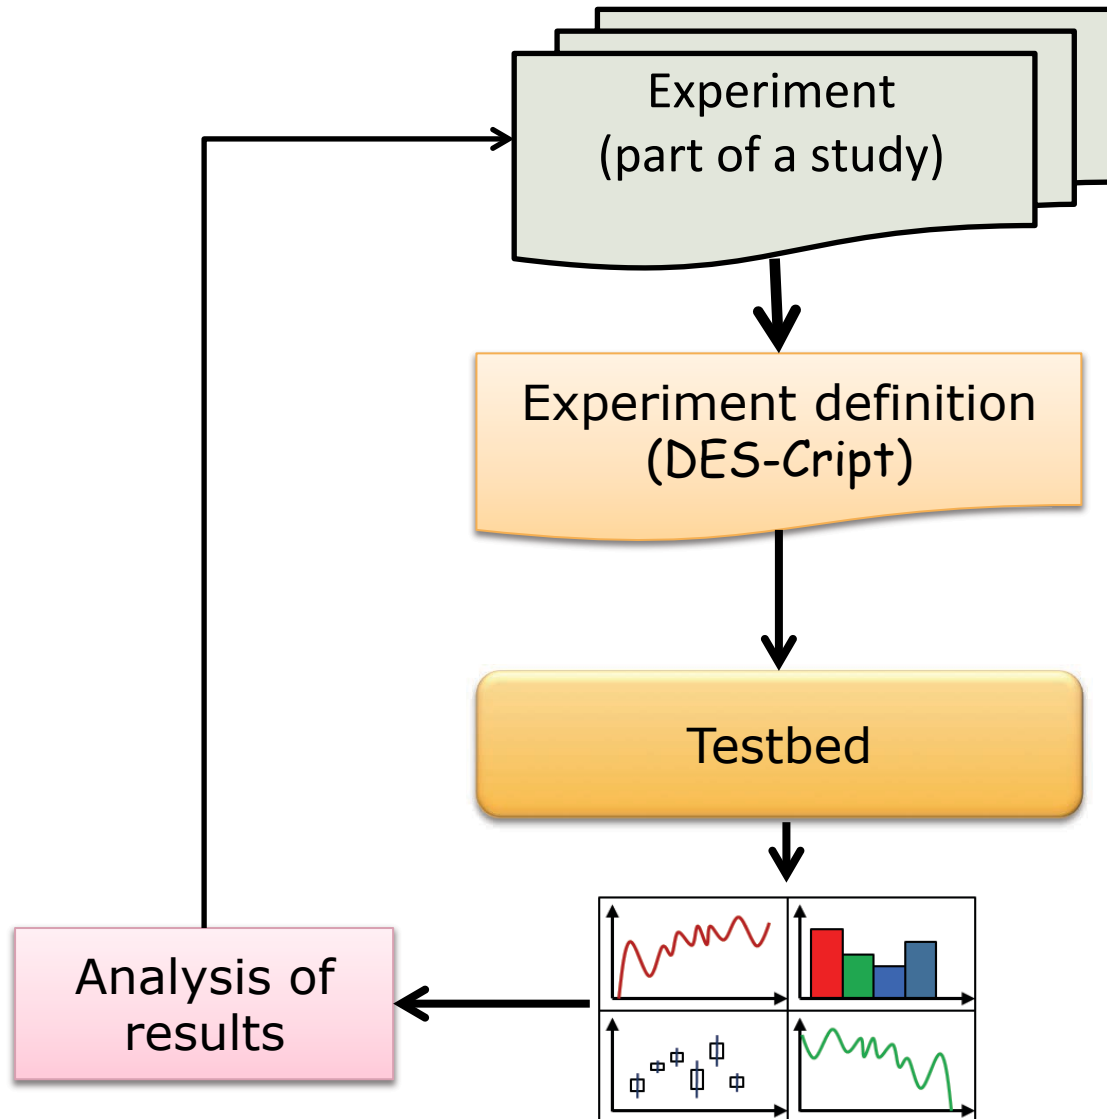 Experiment
(part of a study)
Experiment definition
(DES-Cript)
Testbed
Analysis of
results